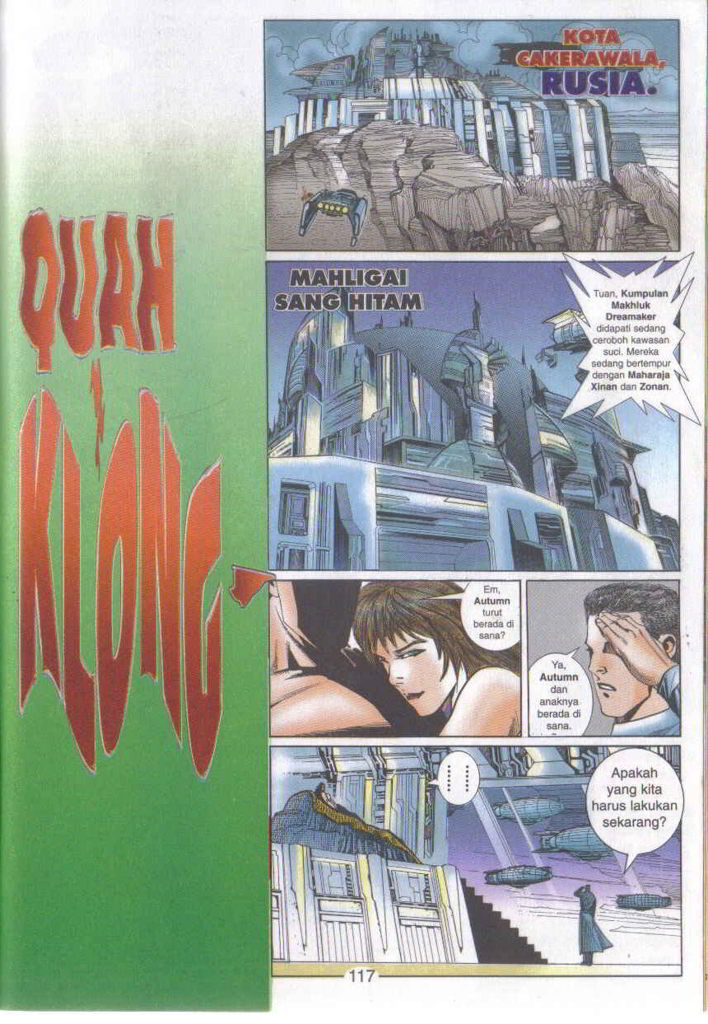 QUAH
KLONG
KOTA
CAKERAWALA,
RUSIA.
MAHLIGAI
SANG HITAM
Tuan, Kumpulan
Makhluk
Dreamaker
didapati sedang
ceroboh kawasan
suci. Mereka
sedang bertempur
dengan Maharaja
Xinan dan Zonan.
Em,
Autumn
turut
berada di
sana?
Ya,
Autumn
dan
anaknya
berada di
sana.
Apakah
yang kita
harus lakukan
sekarang?
117